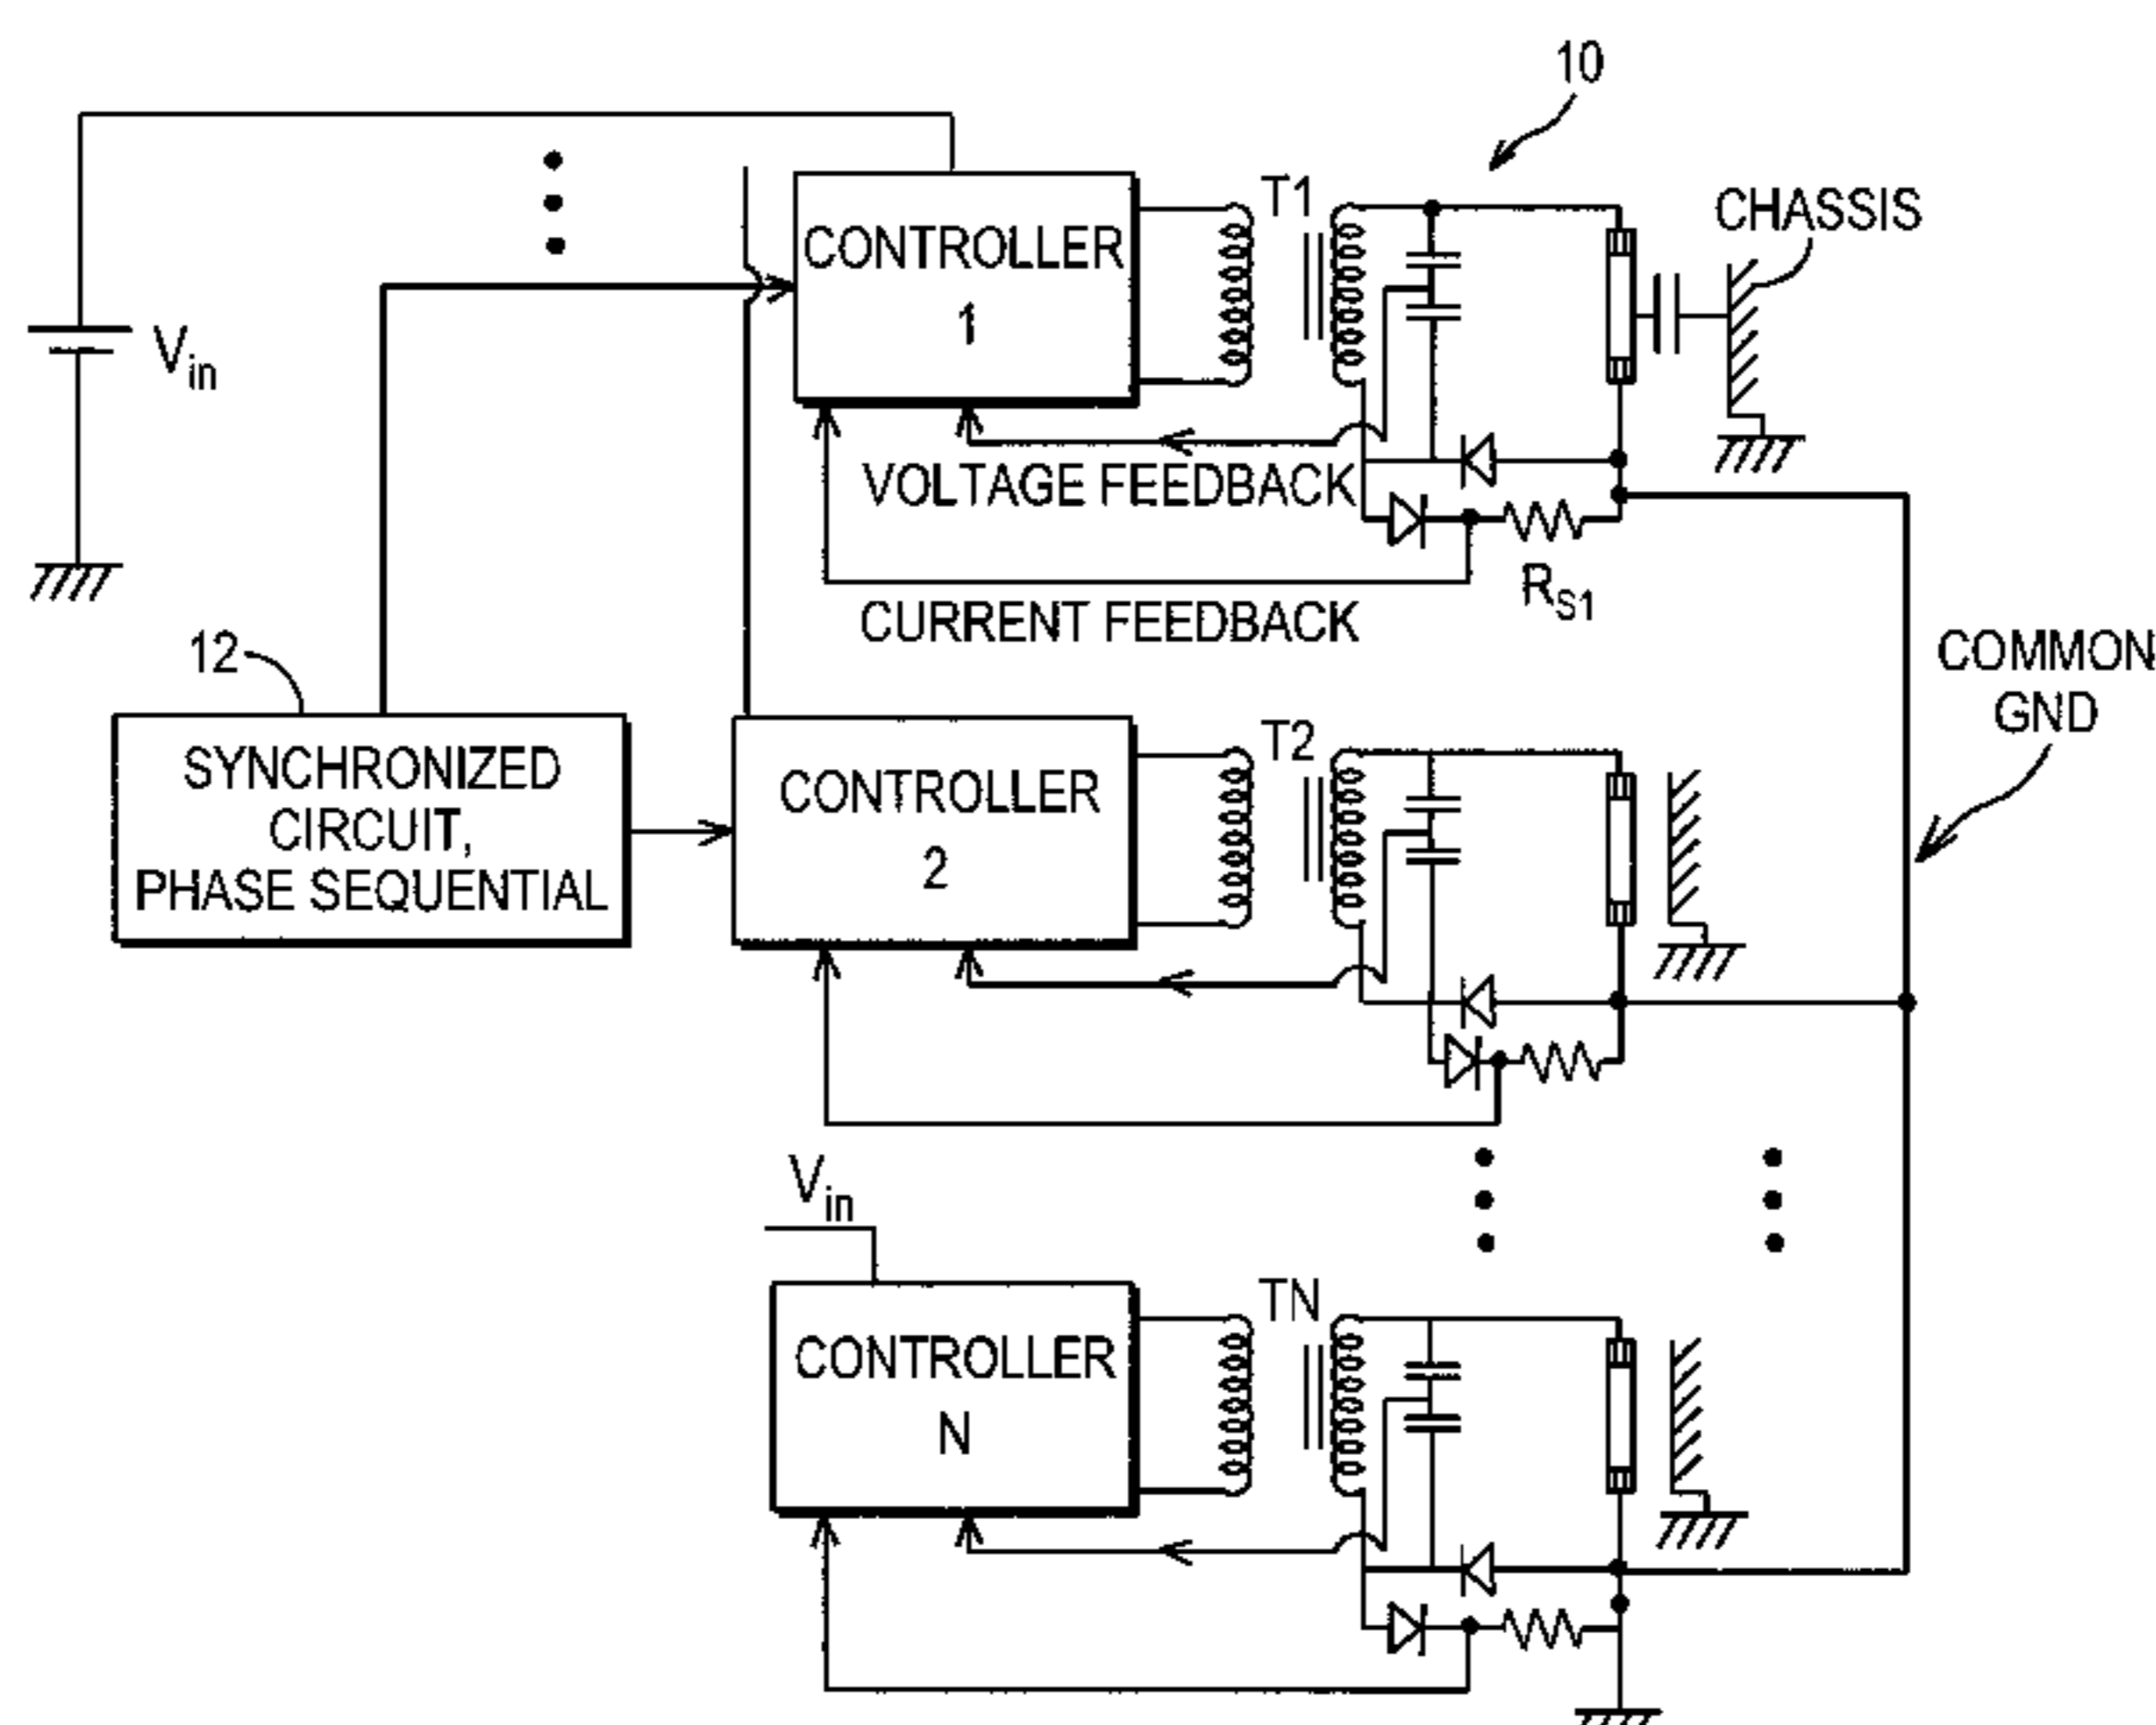 10
T1
CHASSIS
CONTROLLER
1
Vin
VOLTAGE FEEDBACK
RS1
CURRENT FEEDBACK
12
COMMON
GND
SYNCHRONIZED
CIRCUIT,
PHASE SEQUENTIAL
T2
CONTROLLER
2
Vin
TN
CONTROLLER
N